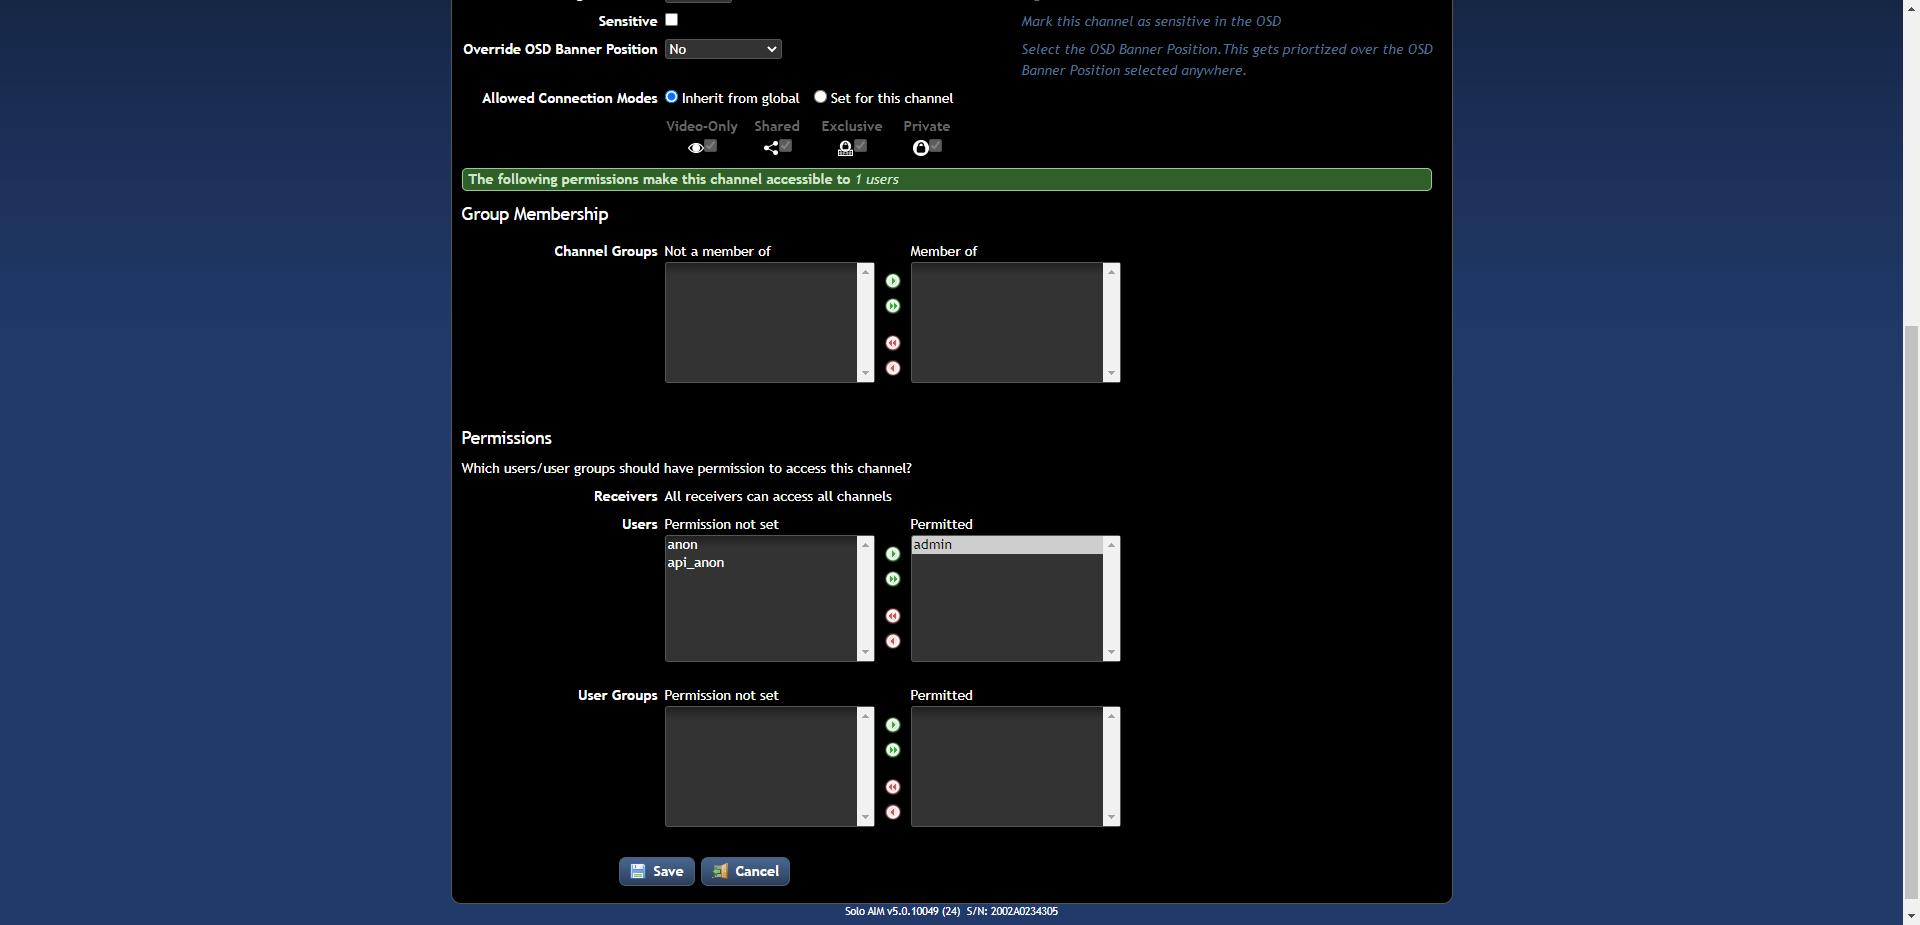 Sensitive
Mark this channel as sensitive in the OSD
Override OSD Banner Position No
Select the OSD Banner Position.This gets priortized over the OSD
Banner Position selected anywhere.
Allowed Connection Modes Inherit from global Set for this channel
Video-Only Shared Exclusive Private
The following permissions make this channel accessible to 1 users
Group Membership
Channel Groups Not a member of Member of
Permissions
Which users/user groups should have permission to access this channel?
Receivers All receivers can access all channels
Users Permission not set Permitted
anon admin
api_anon
User Groups Permission not set Permitted
Save Cancel
Solo AIM v5.0.10049 (24) S/N: 2002A0234305